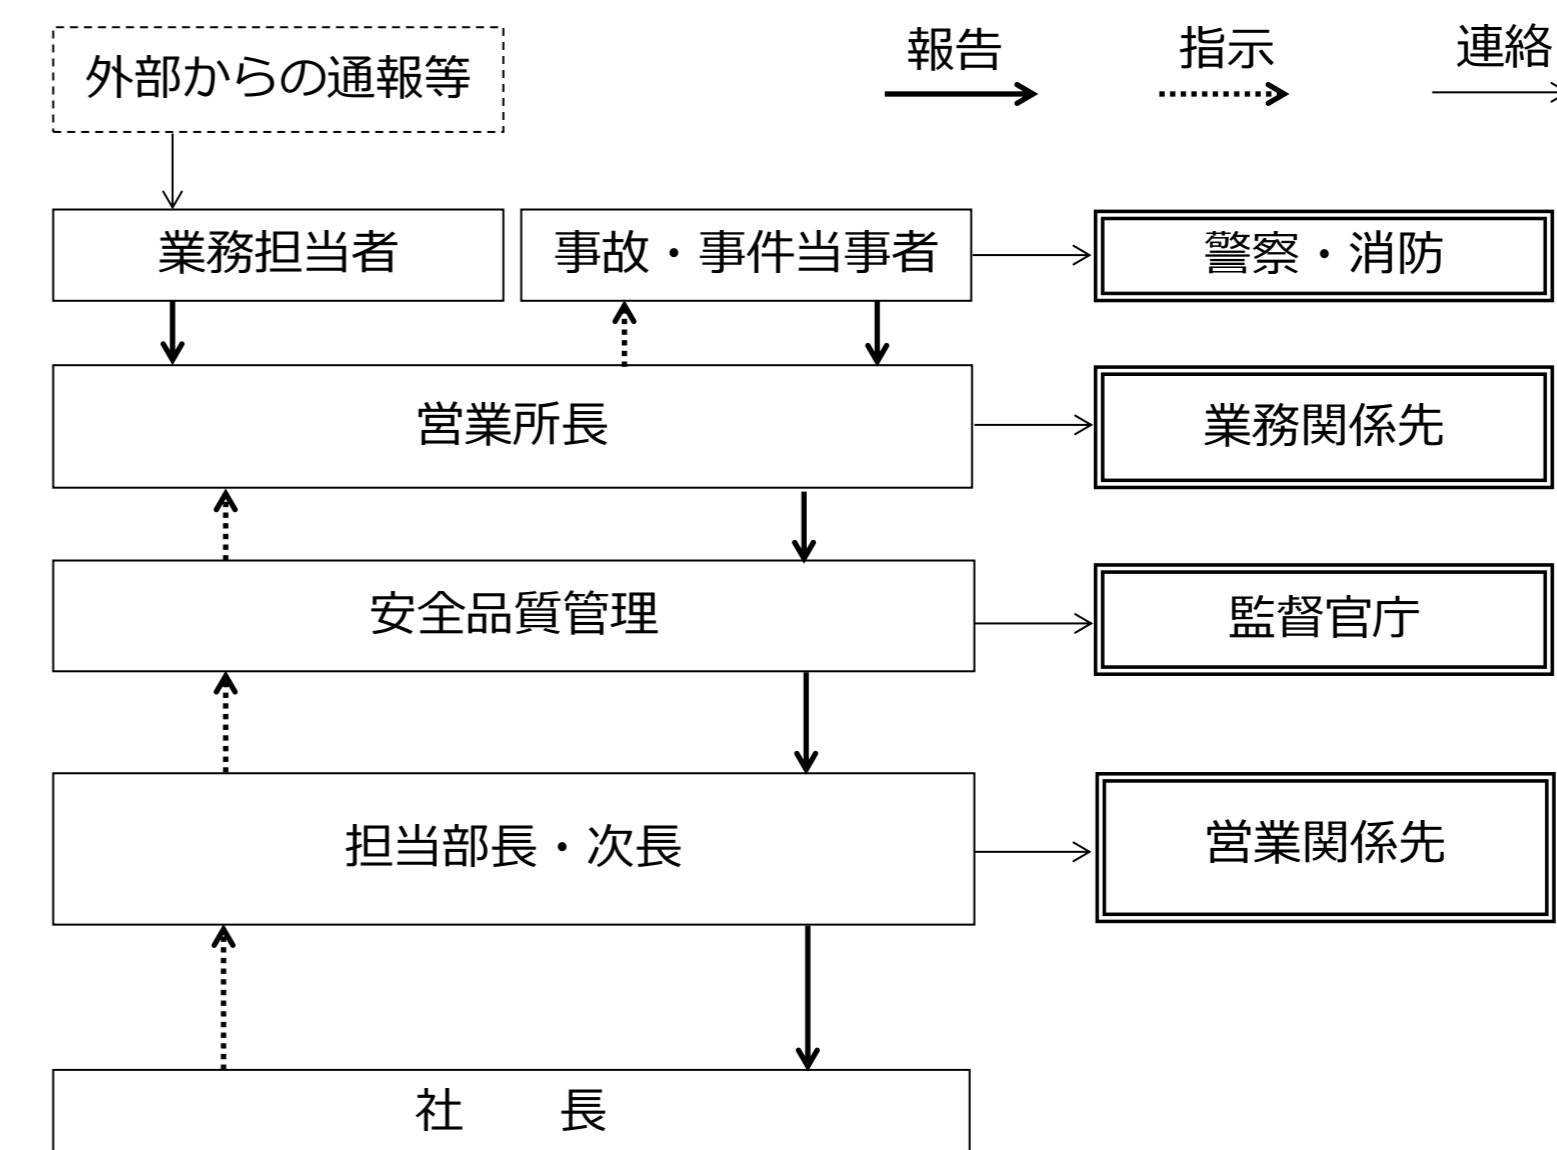 外部からの通報等
報告
指示
連絡
業務担当者
事故・事件当事者
警察・消防
営業所長
業務関係先
安全品質管理
監督官庁
担当部長・次長
営業関係先
社　　長